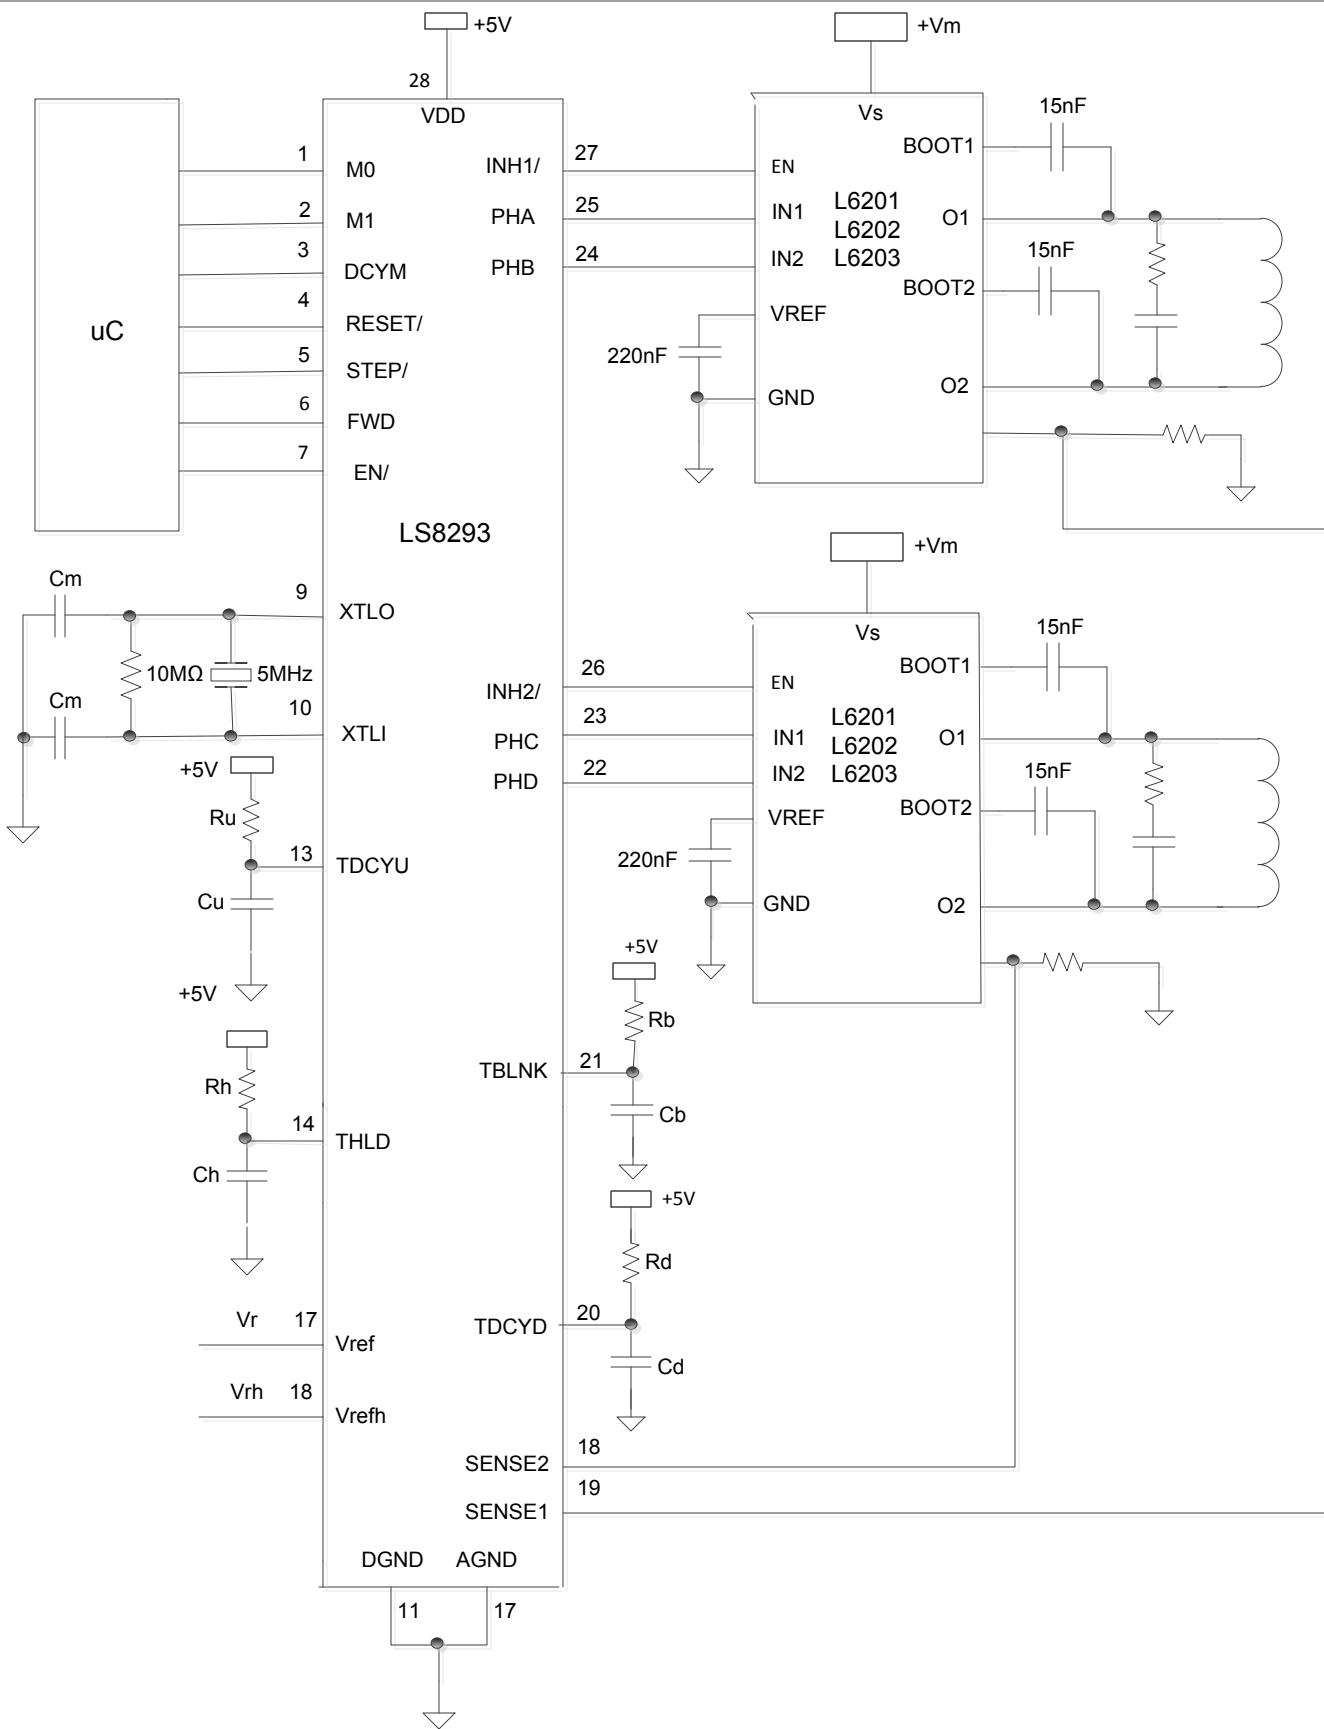 +5V
+Vm
28
VDD
Vs
15nF
BOOT1
1
M0
INH1/
27
EN
2
M1
PHA
25
IN1
L6201
L6202
L6203
O1
3
DCYM
PHB
24
IN2
15nF
BOOT2
4
RESET/
VREF
uC
220nF
5
STEP/
O2
GND
6
FWD
7
EN/
LS8293
+Vm
Cm
9
XTLO
Vs
15nF
BOOT1
10MΩ
5MHz
26
INH2/
EN
Cm
10
XTLI
23
PHC
IN1
L6201
L6202
L6203
O1
+5V
22
PHD
IN2
15nF
BOOT2
Ru
VREF
13
TDCYU
220nF
Cu
GND
O2
+5V
+5V
Rb
21
TBLNK
Rh
Cb
14
THLD
Ch
+5V
Rd
Vr
17
Vref
20
TDCYD
Cd
Vrh
18
Vrefh
18
SENSE2
19
SENSE1
DGND
AGND
11
17